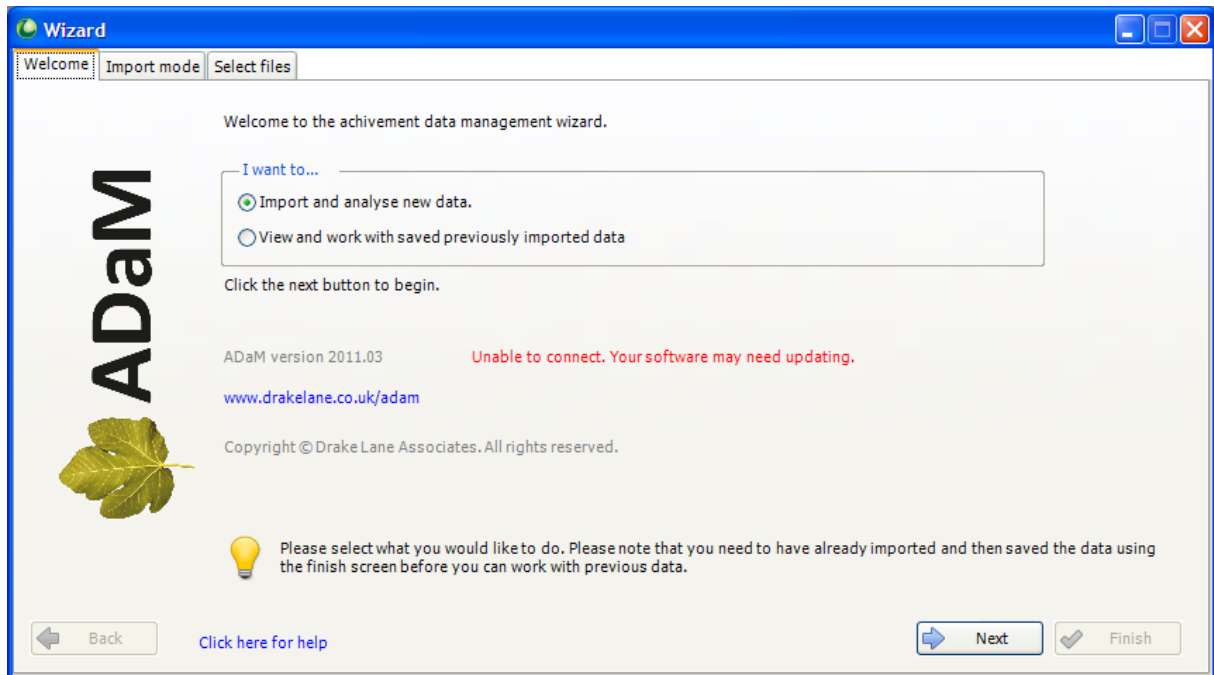 Wizard
Welcome Import mode Select files
Welcome to the achivement data management wizard.
I want to...
Import and analyse new data.
View and work with saved previously imported data
Click the next button to begin.
ADaM
ADaM version 2011.03 Unable to connect. Your software may need updating.
www.drakelane.co.uk/adam
Copyright © Drake Lane Associates. All rights reserved.
Please select what you would like to do. Please note that you need to have already imported and then saved the data using
the finish screen before you can work with previous data.
Back Click here for help Next Finish